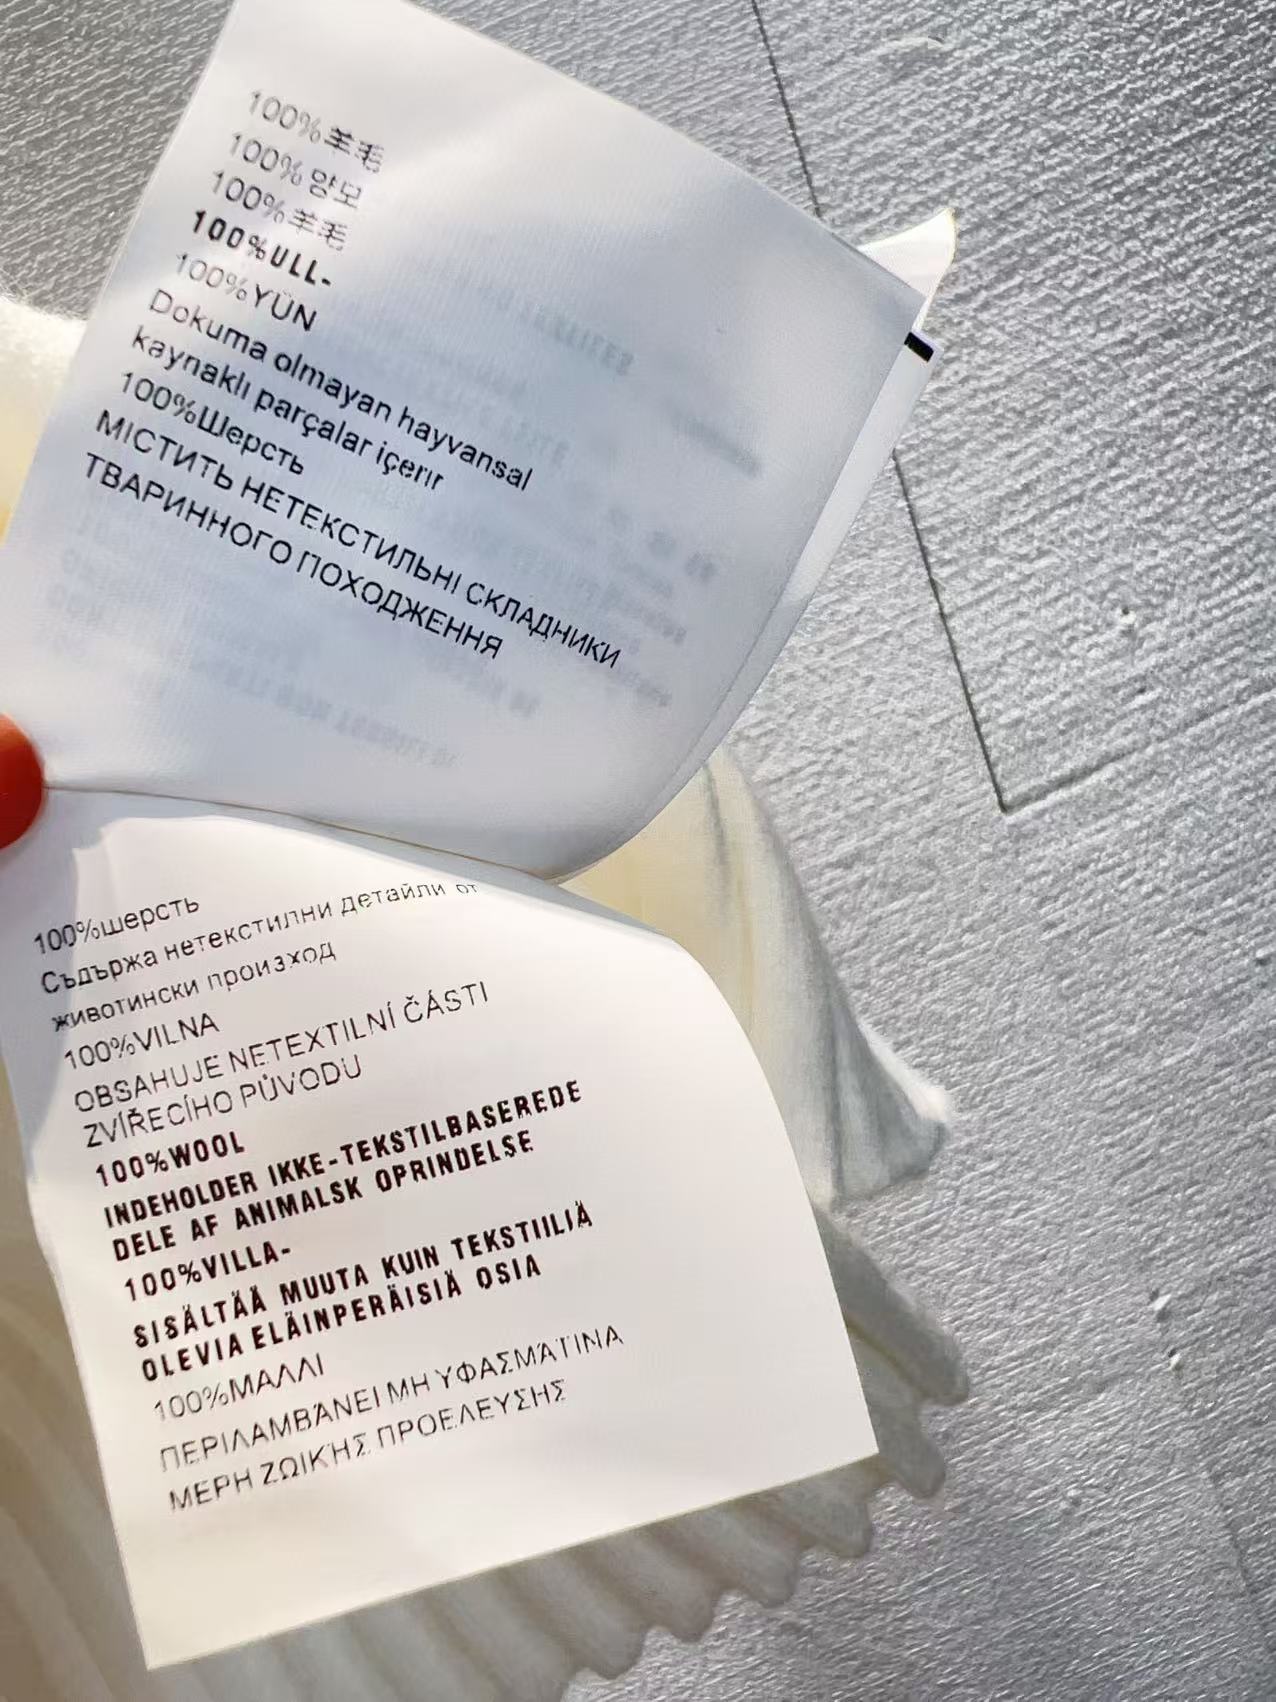 100%羊毛
100%양모
100%羊毛
100%ULL-
100%YÜN
Dokuma olmayan hayvansal
kaynaklı parçalar içerir
100%Шерсть
МІСТИТЬ НЕТЕКСТИЛЬНІ СКЛАДНИКИ
ТВАРИННОГО ПОХОДЖЕННЯ
100%шерсть
Съдържа нетекстилни детайли от
животински произход
100%VILNA
OBSAHUJE NETEXTILNÍ ČÁSTI
ZVÍŘECÍHO PŮVODU
100%WOOL
INDEHOLDER IKKE-TEKSTILBASEREDE
DELE AF ANIMALSK OPRINDELSE
100%VILLA-
SISÄLTÄÄ MUUTA KUIN TEKSTIILIÄ
OLEVIA ELÄINPERÄISIÄ OSIA
100%ΜΑΛΛΙ
ΠΕΡΙΛΑΜΒΆΝΕΙ ΜΗ ΥΦΑΣΜΆΤΙΝΑ
ΜΕΡΗ ΖΩΙΚΉΣ ΠΡΟΕΛΕΥΣΗΣ